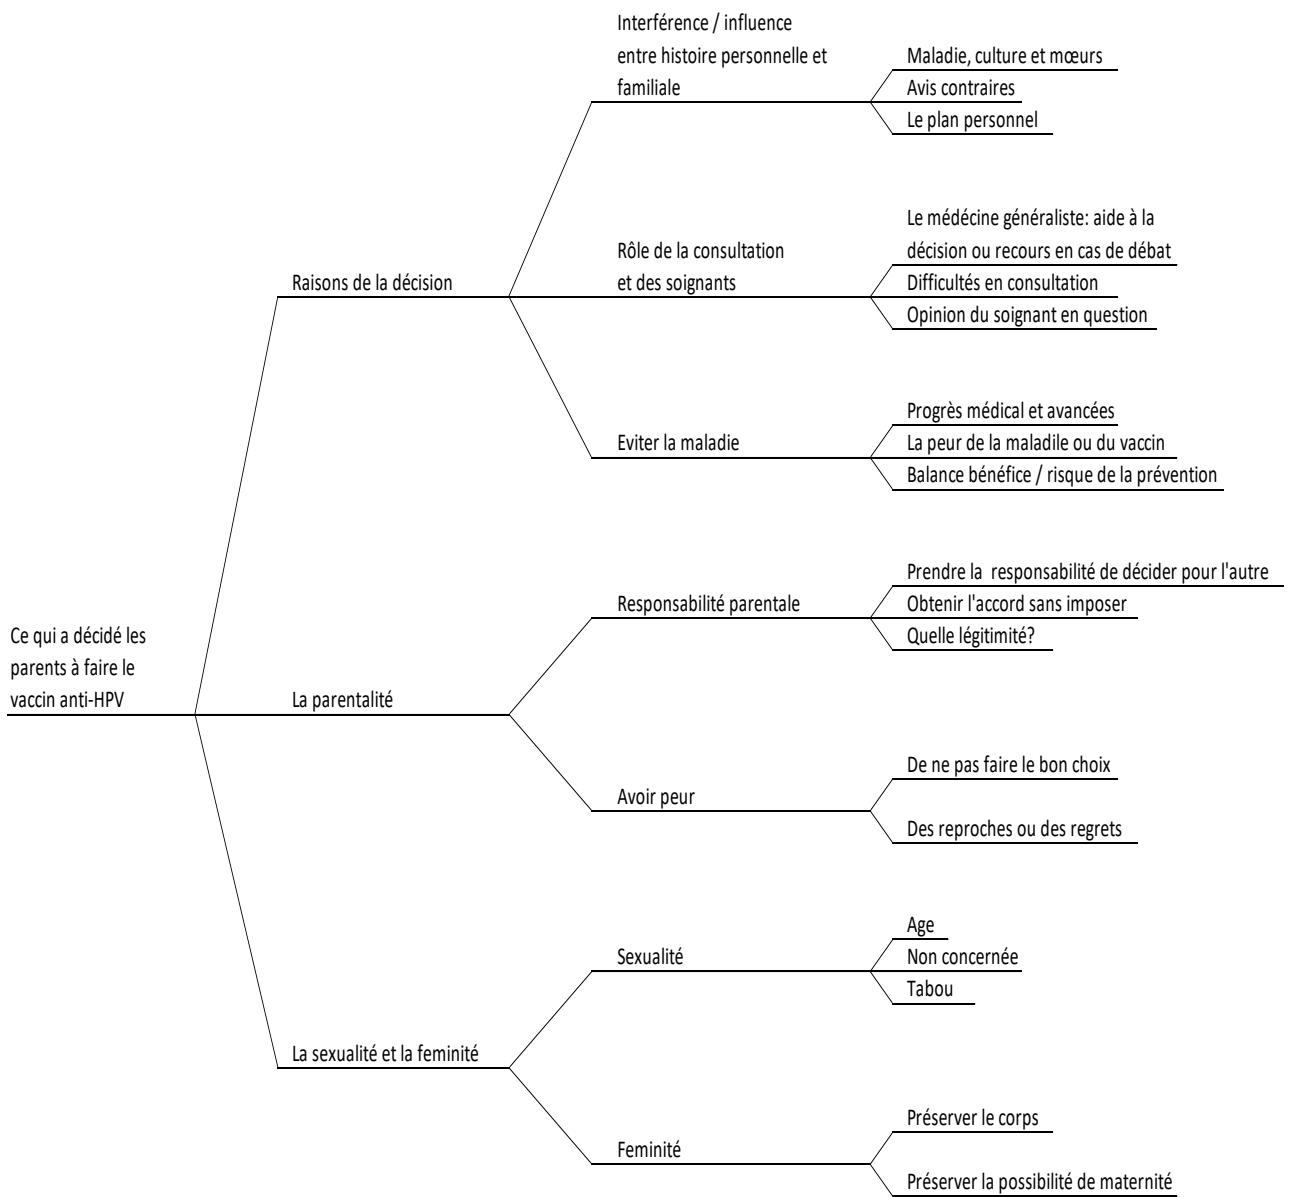 Interférence / influence
entre histoire personnelle et
familiale
Maladie, culture et mœurs
Avis contraires
Le plan personnel
Raisons de la décision
Rôle de la consultation
et des soignants
Le médécine généraliste: aide à la
décision ou recours en cas de débat
Difficultés en consultation
Opinion du soignant en question
Eviter la maladie
Progrès médical et avancées
La peur de la maladile ou du vaccin
Balance bénéfice / risque de la prévention
Ce qui a décidé les
parents à faire le
vaccin anti-HPV
La parentalité
Responsabilité parentale
Prendre la  responsabilité de décider pour l'autre
Obtenir l'accord sans imposer
Quelle légitimité?
Avoir peur
De ne pas faire le bon choix
Des reproches ou des regrets
La sexualité et la feminité
Sexualité
Age
Non concernée
Tabou
Feminité
Préserver le corps
Préserver la possibilité de maternité